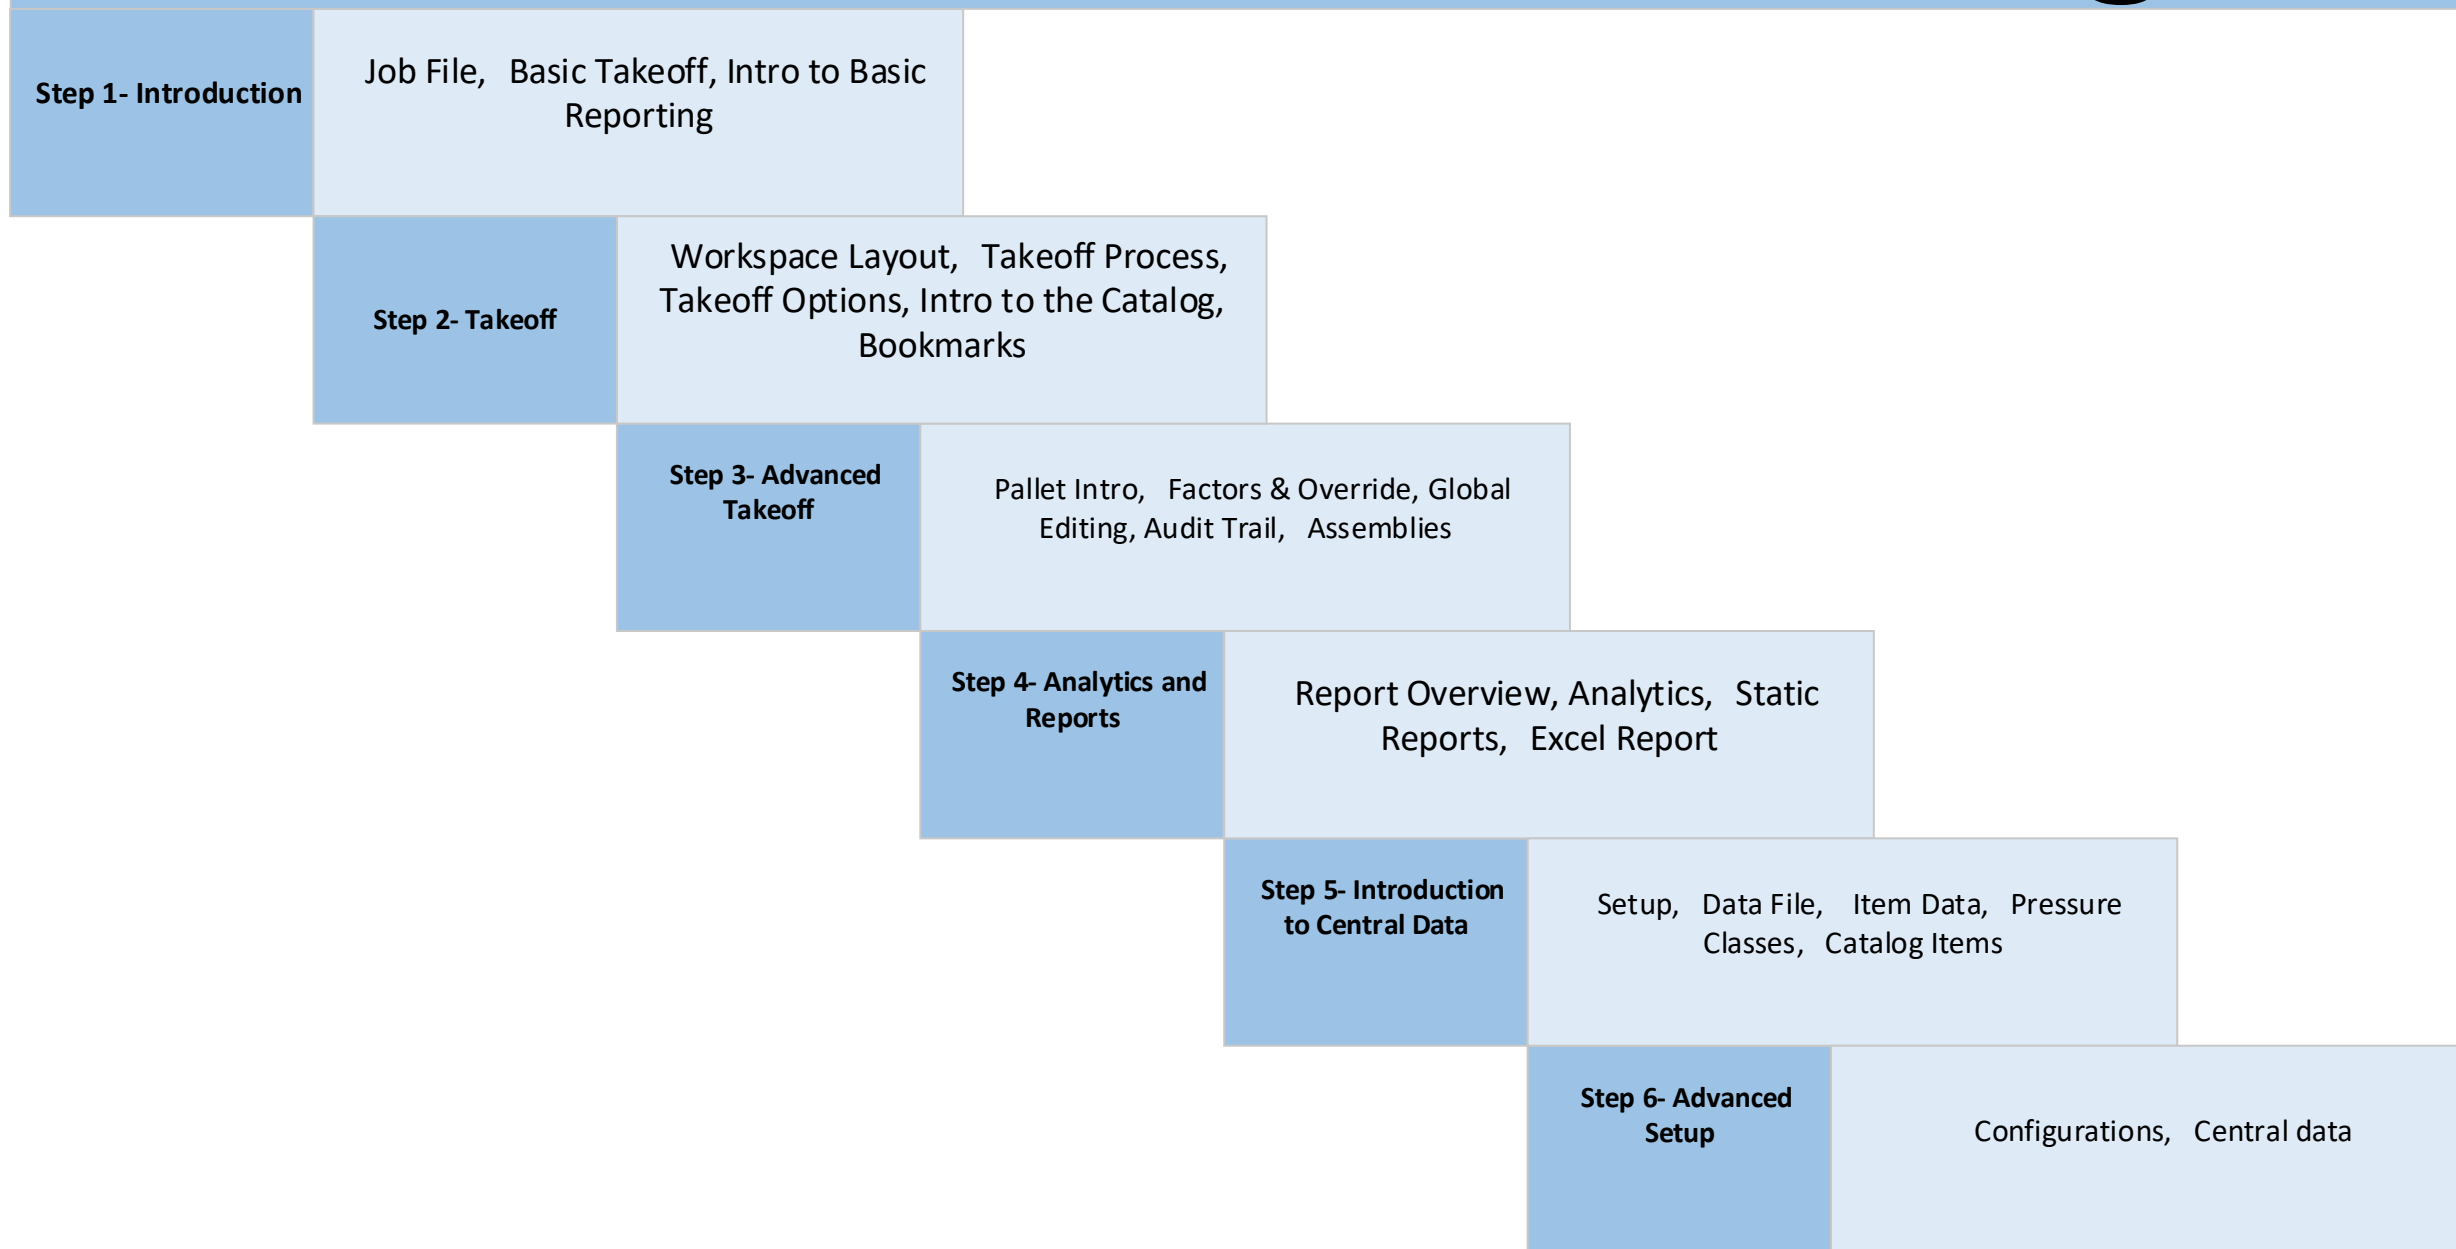 Step 1- Introduction
Job File, Basic Takeoff, Intro to Basic
Reporting
Step 2- Takeoff
Workspace Layout, Takeoff Process,
Takeoff Options, Intro to the Catalog,
Bookmarks
Step 3- Advanced
Takeoff
Pallet Intro, Factors & Override, Global
Editing, Audit Trail, Assemblies
Step 4- Analytics and
Reports
Report Overview, Analytics, Static
Reports, Excel Report
Step 5- Introduction
to Central Data
Setup, Data File, Item Data, Pressure
Classes, Catalog Items
Step 6- Advanced
Setup
Configurations, Central data